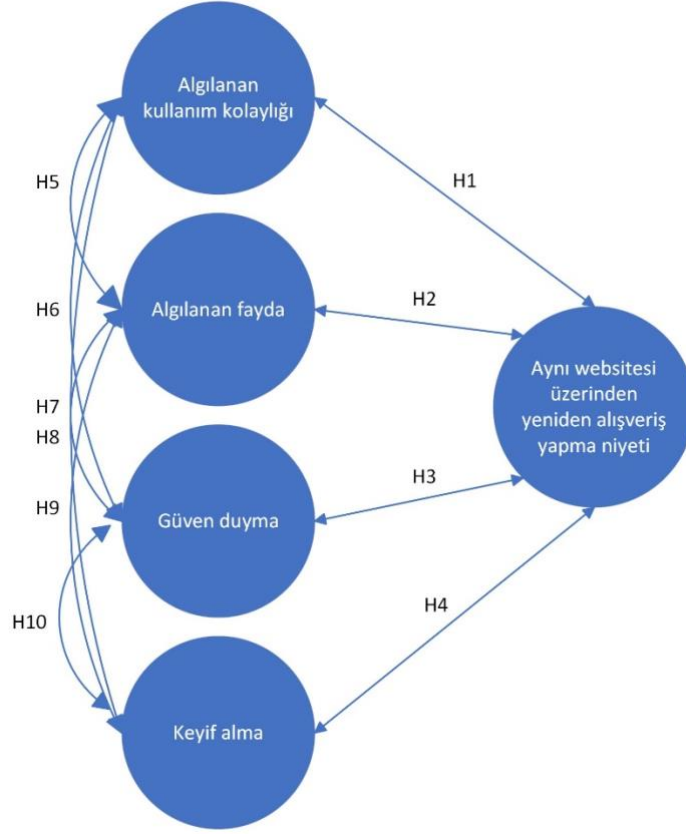 Algılanan
kullanım kolaylığı
H5
H1
H6
Algılanan fayda
H2
Aynı websitesi
üzerinden
yeniden alışveriş
yapma niyeti
H7
H8
H9
Güven duyma
H3
H10
H4
Keyif alma